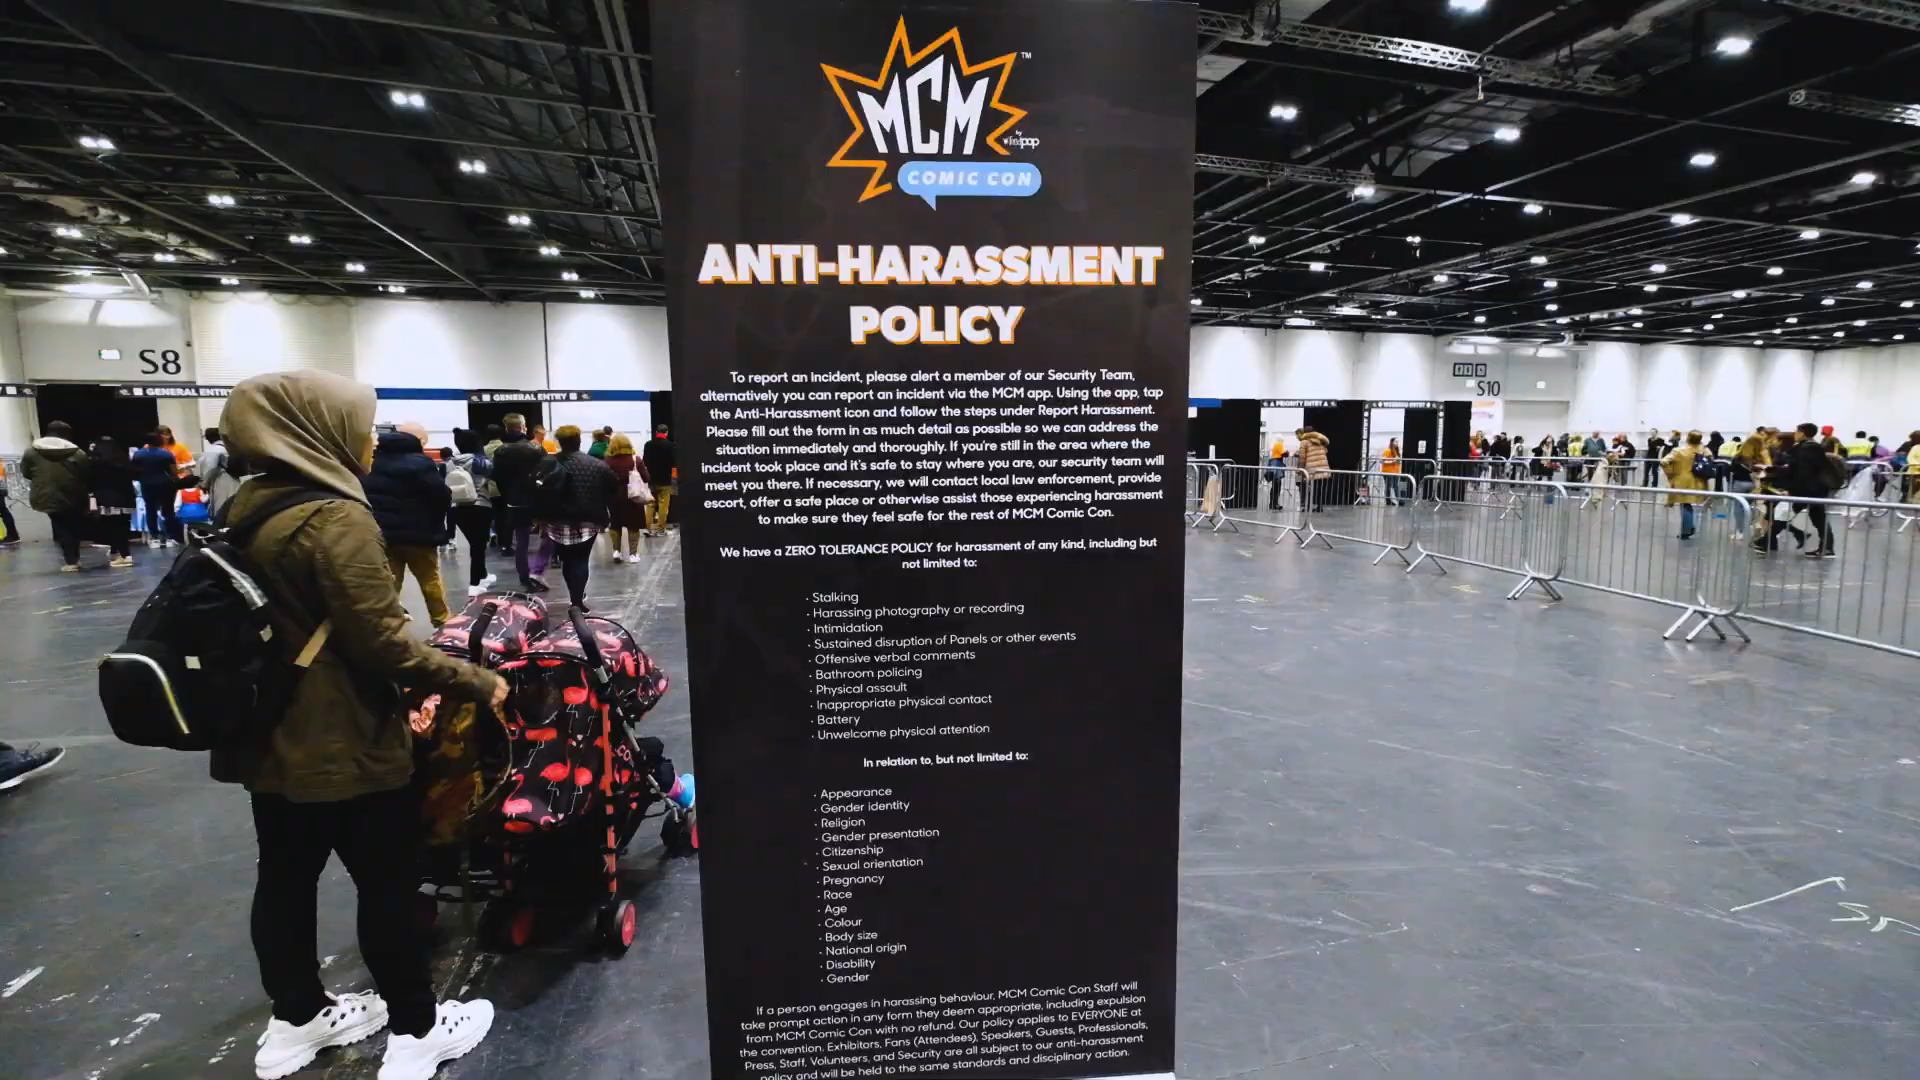 MCM
™
by
COMIC CON
ANTI-HARASSMENT
POLICY
To report an incident, please alert a member of our Security Team,
alternatively you can report an incident via the MCM app. Using the app, tap
the Anti-Harassment icon and follow the steps under Report Harassment.
Please fill out the form in as much detail as possible so we can address the
situation immediately and thoroughly. If you're still in the area where the
incident took place and it's safe to stay where you are, our security team will
meet you there. If necessary, we will contact local law enforcement, provide
escort, offer a safe place or otherwise assist those experiencing harassment
to make sure they feel safe for the rest of MCM Comic Con.
We have a ZERO TOLERANCE POLICY for harassment of any kind, including but
not limited to:
· Stalking
· Harassing photography or recording
· Intimidation
· Sustained disruption of Panels or other events
· Offensive verbal comments
· Bathroom policing
· Physical assault
· Inappropriate physical contact
· Battery
· Unwelcome physical attention
In relation to, but not limited to:
· Appearance
· Gender identity
· Religion
· Gender presentation
· Citizenship
· Sexual orientation
· Pregnancy
· Race
· Age
· Colour
· Body size
· National origin
· Disability
· Gender
If a person engages in harassing behaviour, MCM Comic Con Staff will
take prompt action in any form they deem appropriate, including expulsion
from MCM Comic Con with no refund. Our policy applies to EVERYONE at
the convention. Exhibitors, Fans (Attendees), Speakers, Guests, Professionals,
Press, Staff, Volunteers, and Security are all subject to our anti-harassment
policy and will be held to the same standards and disciplinary action.
S8
GENERAL ENTRY
GENERAL ENTRY
S10
PRIORITY ENTRY